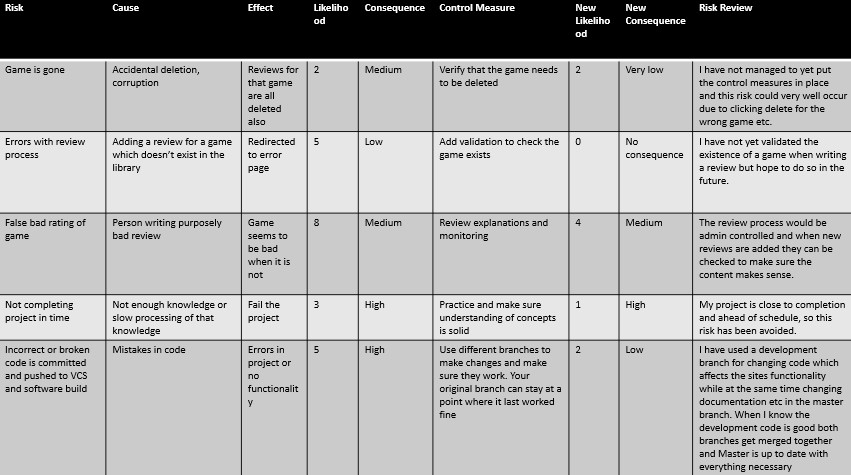 Risk Cause Effect Likeliho Consequence Control Measure New New Risk Review
od Likeliho Consequence
od
Game is gone Accidental deletion, Reviews for 2 Medium Verify that the game needs 2 Very low I have not managed to yet put
corruption that game to be deleted the control measures in place
are all and this risk could very well occur
deleted due to clicking delete for the
also wrong game etc.
Errors with review Adding a review for a game Redirected 5 Low Add validation to check the 0 No I have not yet validated the
process which doesn't exist in the to error game exists consequence existence of a game when writing
library page a review but hope to do so in the
future.
False bad rating of Person writing purposely Game 8 Medium Review explanations and 4 Medium The review process would be
game bad review seems to monitoring admin controlled and when new
be bad reviews are added they can be
when it is checked to make sure the
not content makes sense.
Not completing Not enough knowledge or Fail the 3 High Practice and make sure 1 High My project is close to completion
project in time slow processing of that project understanding of concepts and ahead of schedule, so this
knowledge is solid risk has been avoided.
Incorrect or broken Mistakes in code Errors in 5 High Use different branches to 2 Low I have used a development
code is committed project or make changes and make branch for changing code which
and pushed to VCS no sure they work. Your affects the sites functionality
and software build functionalit original branch can stay at a while at the same time changing
y point where it last worked documentation etc in the master
fine branch. When I know the
development code is good both
branches get merged together
and Master is up to date with
everything necessary